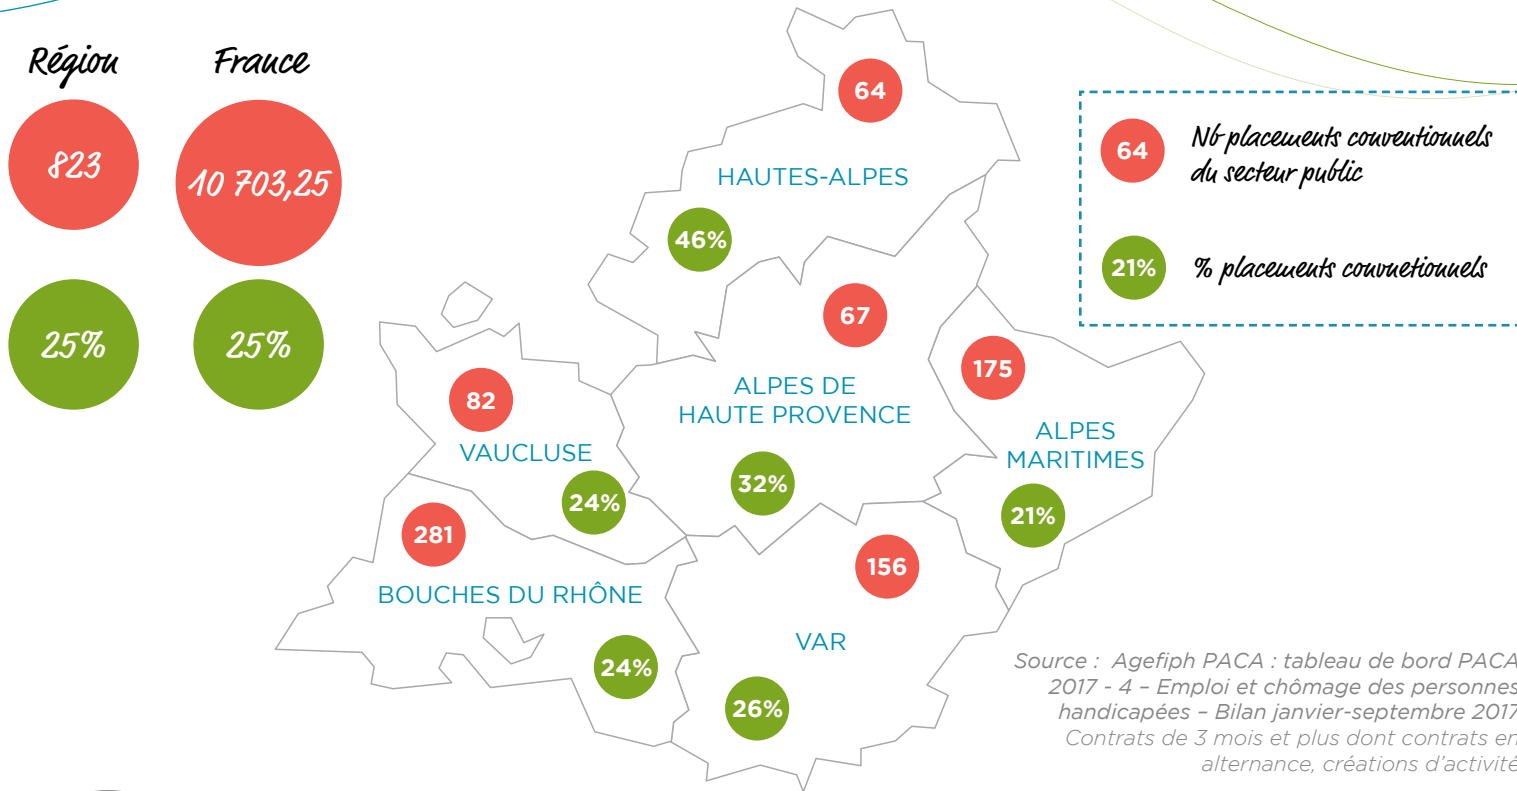 Région
France
823
10 703,25
25%
25%
64
HAUTES-ALPES
46%
67
ALPES DE
HAUTE PROVENCE
32%
175
ALPES
MARITIMES
21%
82
VAUCLUSE
24%
281
BOUCHES DU RHÔNE
24%
156
VAR
26%
64
Nb placements conventionnels
du secteur public
21%
% placements convnetionnels
Source : Agefiph PACA : tableau de bord PACA
2017 - 4 – Emploi et chômage des personnes
handicapées – Bilan janvier-septembre 2017
Contrats de 3 mois et plus dont contrats en
alternance, créations d'activité